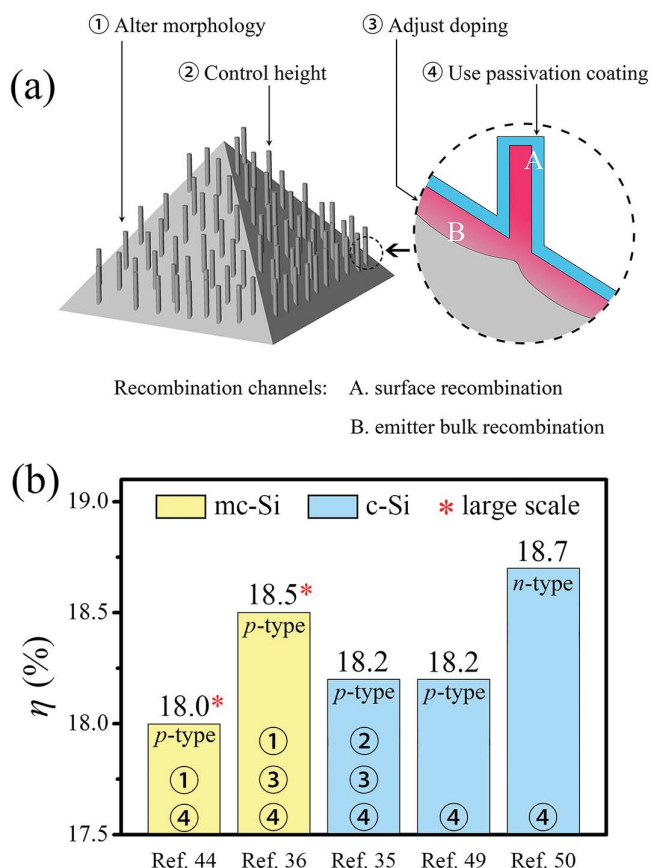 ① Alter morphology
③ Adjust doping
② Control height
④ Use passivation coating
(a)
A
B
Recombination channels: A. surface recombination
B. emitter bulk recombination
(b)
19.0
mc-Si c-Si * large scale
18.7
18.5*
n-type
18.5
p-type
18.2 18.2
p-type p-type
18.0*
18.0
p-type
① ②
① ③ ③
④ ④ ④ ④ ④
17.5
η (%)
Ref. 44 Ref. 36 Ref. 35 Ref. 49 Ref. 50